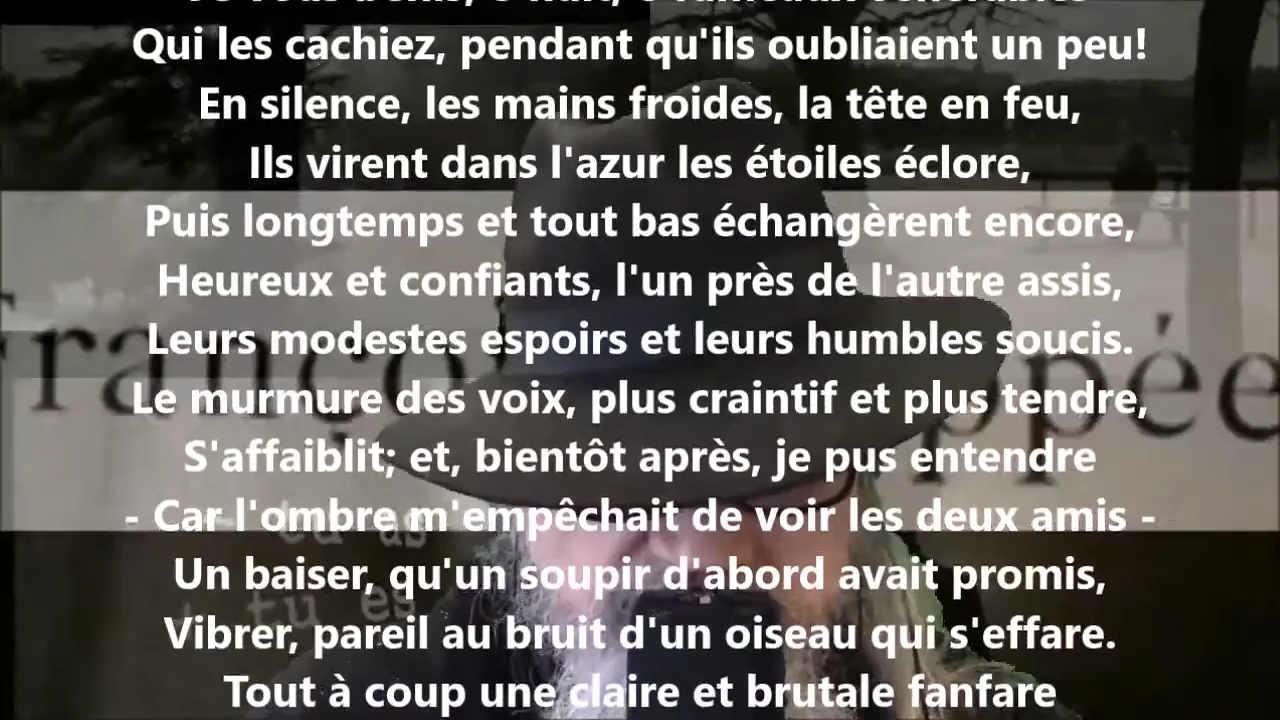 Qui les cachiez, pendant qu'ils oubliaient un peu!
En silence, les mains froides, la tête en feu,
Ils virent dans l'azur les étoiles éclore,
Puis longtemps et tout bas échangèrent encore,
Heureux et confiants, l'un près de l'autre assis,
Leurs modestes espoirs et leurs humbles soucis.
Le murmure des voix, plus craintif et plus tendre,
S'affaiblit; et, bientôt après, je pus entendre
- Car l'ombre m'empêchait de voir les deux amis -
Un baiser, qu'un soupir d'abord avait promis,
Vibrer, pareil au bruit d'un oiseau qui s'effare.
Tout à coup une claire et brutale fanfare
tu as
tu es